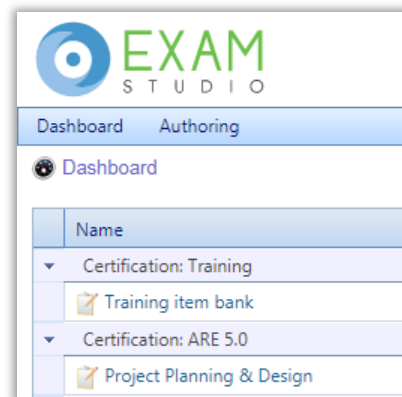 EXAM
STUDIO
Dashboard Authoring
Dashboard
Name
Certification: Training
Training item bank
Certification: ARE 5.0
Project Planning & Design